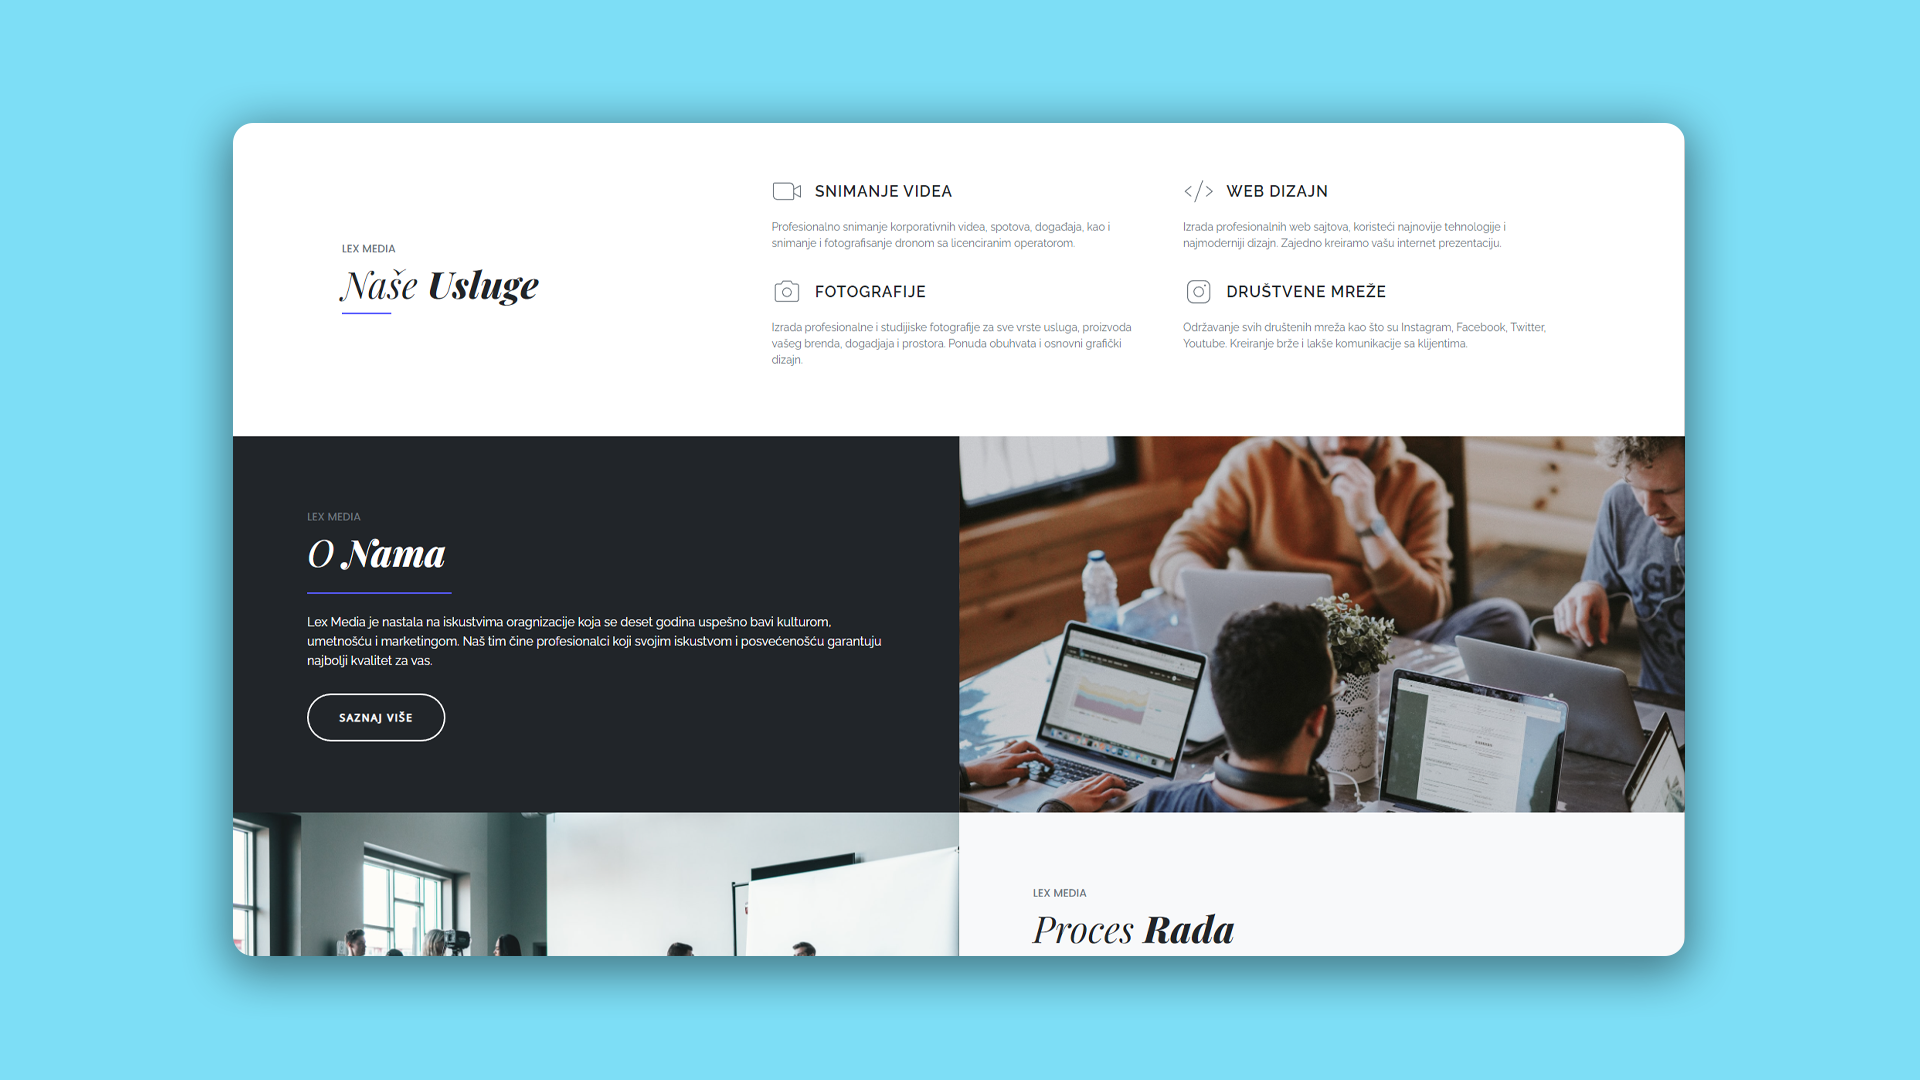 LEX MEDIA
Naše Usluge
SNIMANJE VIDEA
Profesionalno snimanje korporativnih videa, spotova, događaja, kao i
snimanje i fotografisanje dronom sa licenciranim operatorom.
WEB DIZAJN
Izrada profesionalnih web sajtova, koristeći najnovije tehnologije i
najmoderniji dizajn. Zajedno kreiramo vašu internet prezentaciju.
FOTOGRAFIJE
Izrada profesionalne i studijiske fotografije za sve vrste usluga, proizvoda
vašeg brenda, dogadjaja i prostora. Ponuda obuhvata i osnovni grafički
dizajn.
DRUŠTVENE MREŽE
Održavanje svih društenih mreža kao što su Instagram, Facebook, Twitter,
Youtube. Kreiranje brže i lakše komunikacije sa klijentima.
LEX MEDIA
O Nama
Lex Media je nastala na iskustvima oragnizacije koja se deset godina uspešno bavi kulturom,
umetnošću i marketingom. Naš tim čine profesionalci koji svojim iskustvom i posvećenošću garantuju
najbolji kvalitet za vas.
SAZNAJ VIŠE
LEX MEDIA
Proces Rada